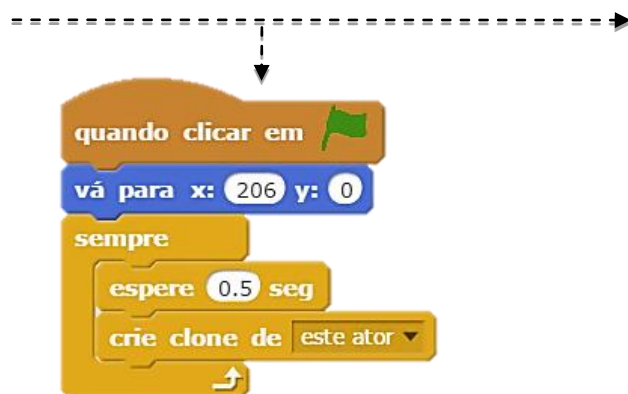 quando clicar em
vá para x: 206 y: 0
sempre
espere 0.5 seg
crie clone de este ator